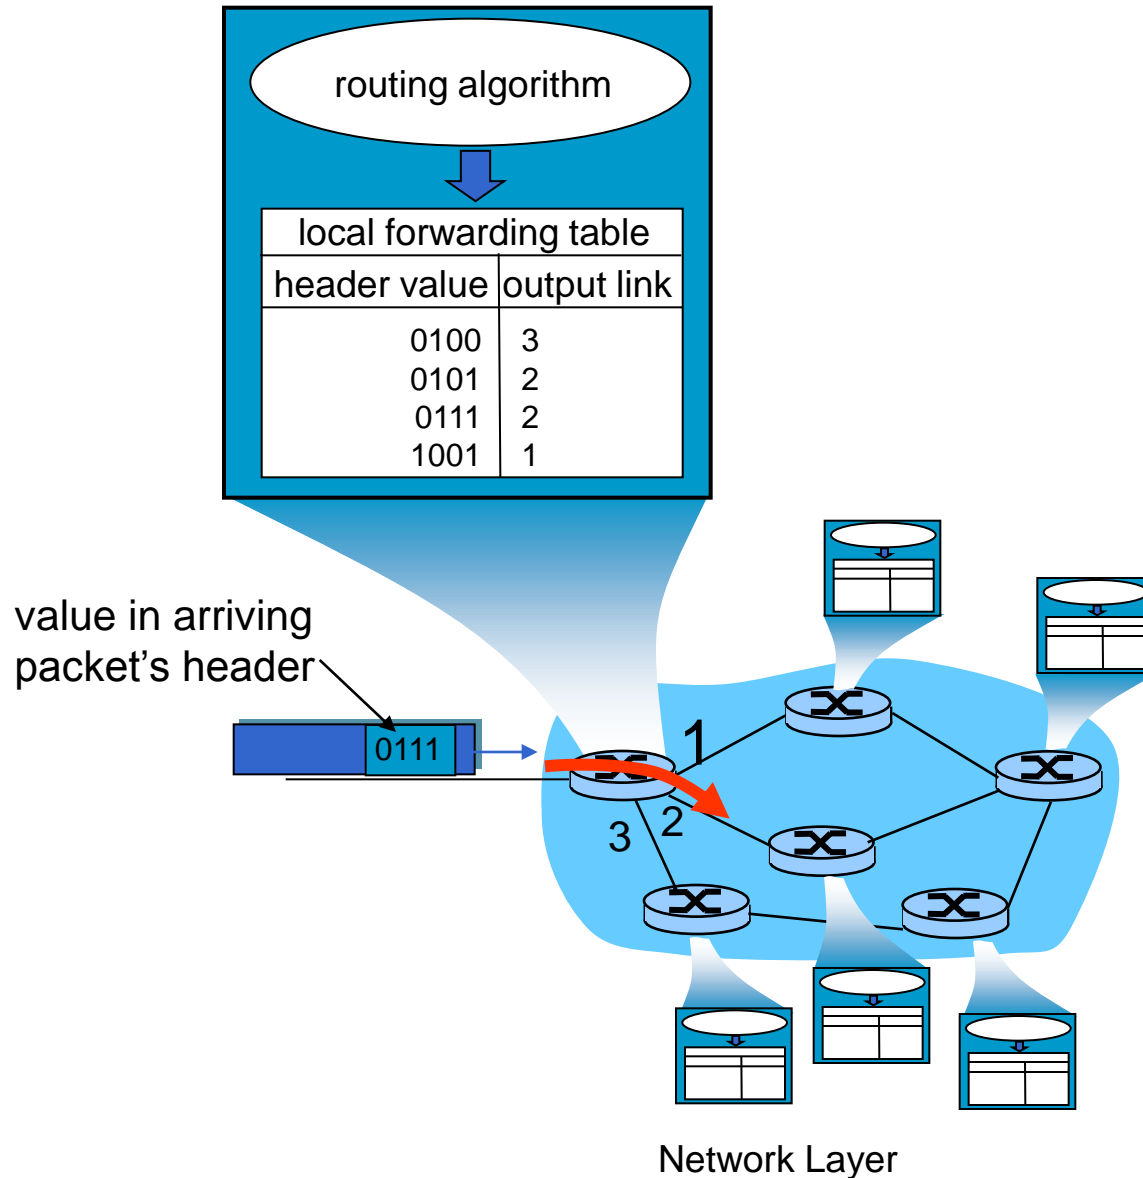 routing algorithm
local forwarding table
header value output link
0100 3
0101 2
0111 2
1001 1
value in arriving
packet’s header
0111
1
2
3
Network Layer